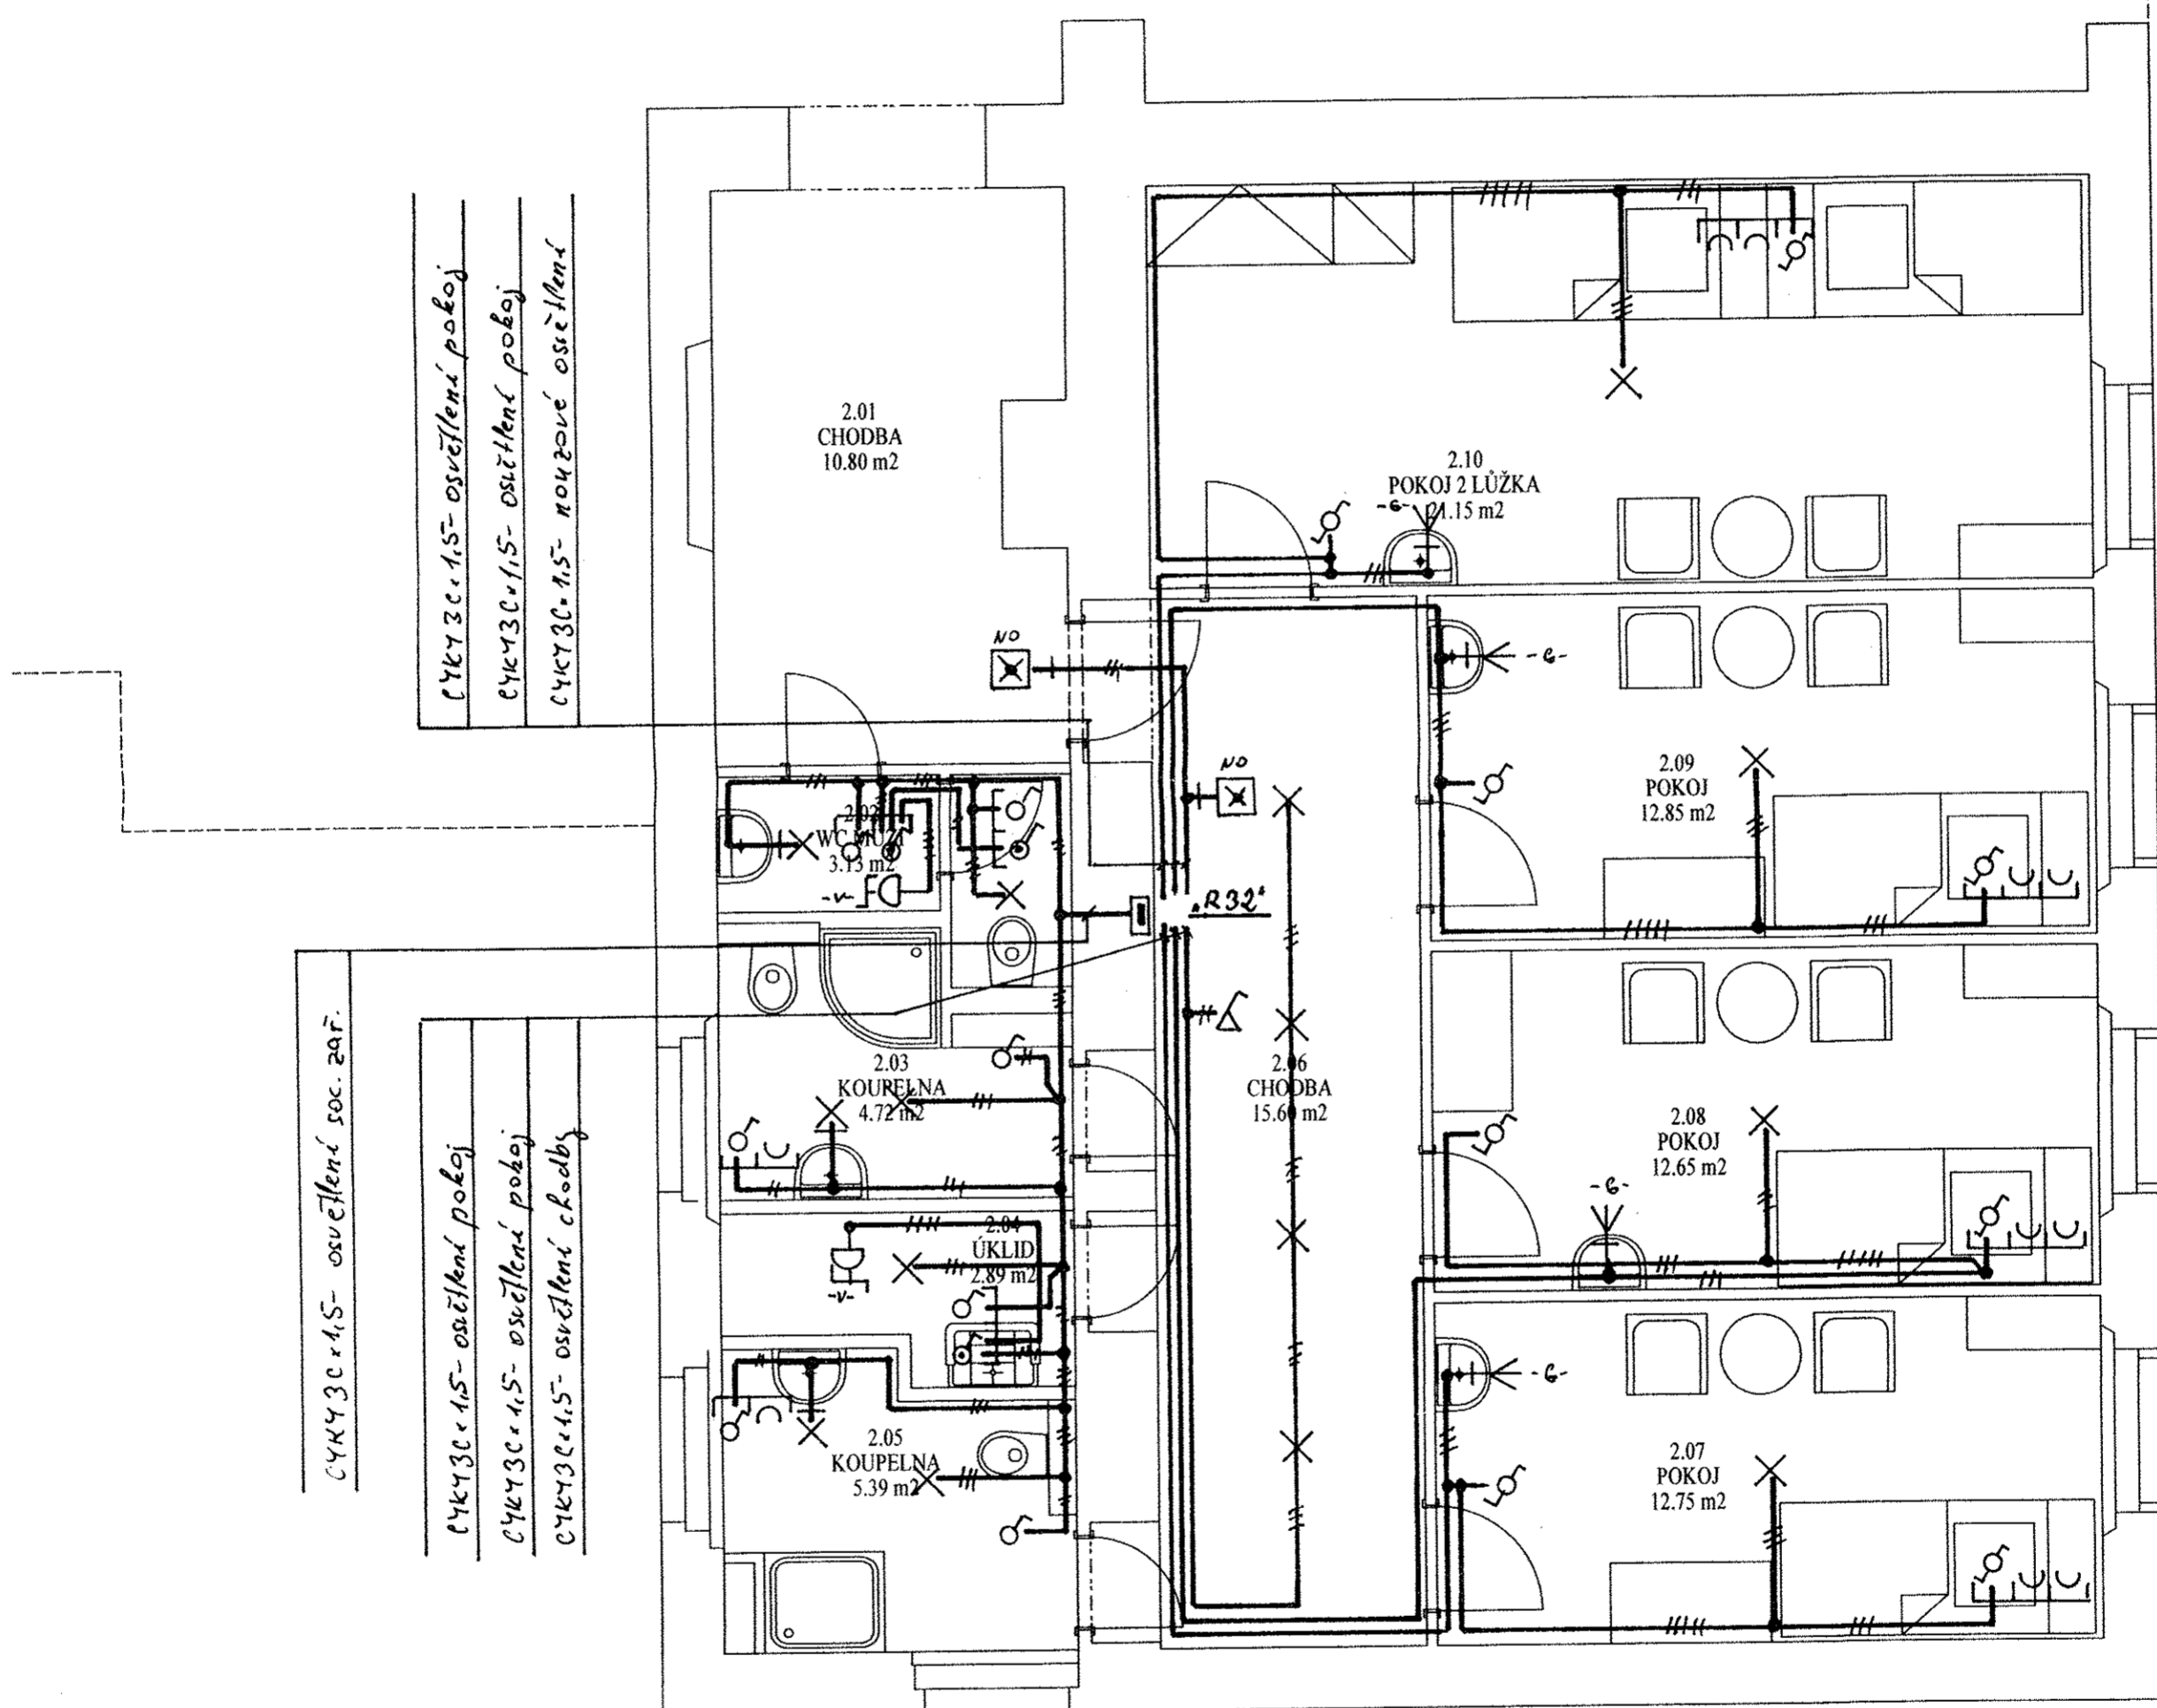 CYKY 3C×1,5- osvětlení pokoj
CYKY 3C×1,5- osvětlení pokoj
CYKY 3C×1,5- nouzové osvětlení
CYKY 3C×1,5- osvětlení soc. zař.
CYKY 3C×1,5- osvětlení pokoj
CYKY 3C×1,5- osvětlení pokoj
CYKY 3C×1,5- osvětlení chodby
2.01
CHODBA
10.80 m2
2.10
POKOJ 2 LŮŽKA
21.15 m2
-G-
NO
NO
-G-
2.09
POKOJ
12.85 m2
2.02
WC MUŽI
3.13 m2
-V-
"R32"
2.03
KOUPELNA
4.72 m2
2.06
CHODBA
15.60 m2
2.08
POKOJ
12.65 m2
-G-
2.04
ÚKLID
2.89 m2
-V-
2.05
KOUPELNA
5.39 m2
-G-
2.07
POKOJ
12.75 m2